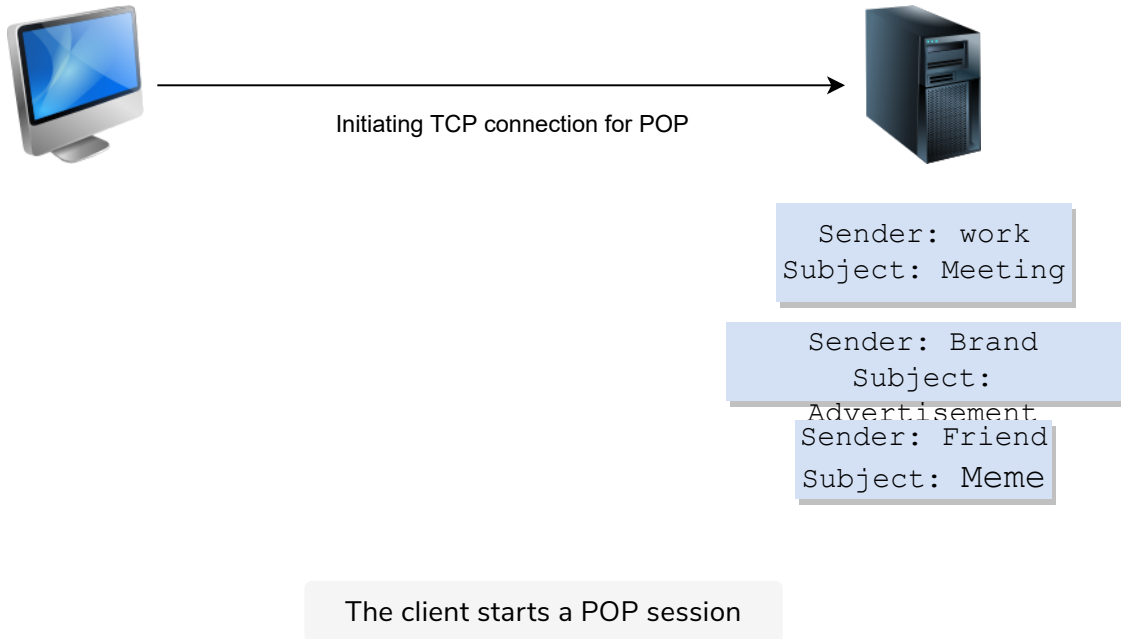 Initiating TCP connection for POP
Sender: work
Subject: Meeting
Sender: Brand
Subject:
Advertisement
Sender: Friend
Subject: Meme
The client starts a POP session